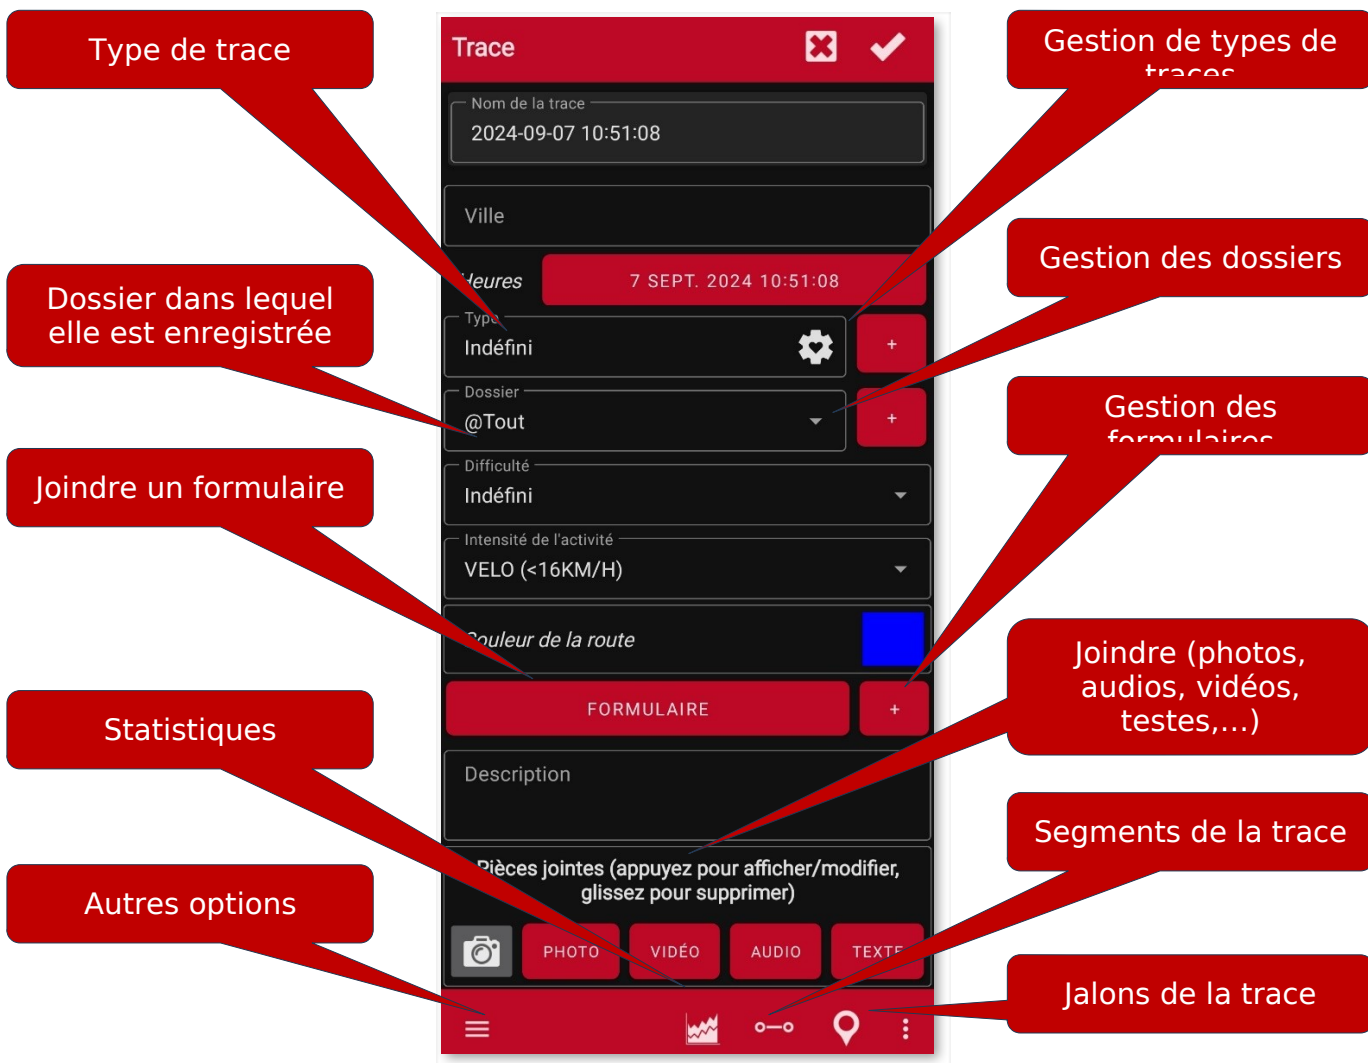 Type de trace
Trace
Gestion de types de
traces
Nom de la trace
2024-09-07 10:51:08
Ville
Gestion des dossiers
Heures
7 SEPT. 2024 10:51:08
Dossier dans lequel
elle est enregistrée
Type
Indéfini
+
Dossier
@Tout
+
Gestion des
formulaires
Joindre un formulaire
Difficulté
Indéfini
Intensité de l'activité
VELO (<16KM/H)
Couleur de la route
Joindre (photos,
audios, vidéos,
testes,...)
FORMULAIRE
+
Statistiques
Description
Segments de la trace
Pièces jointes (appuyez pour afficher/modifier,
glissez pour supprimer)
Autres options
PHOTO
VIDÉO
AUDIO
TEXTE
Jalons de la trace